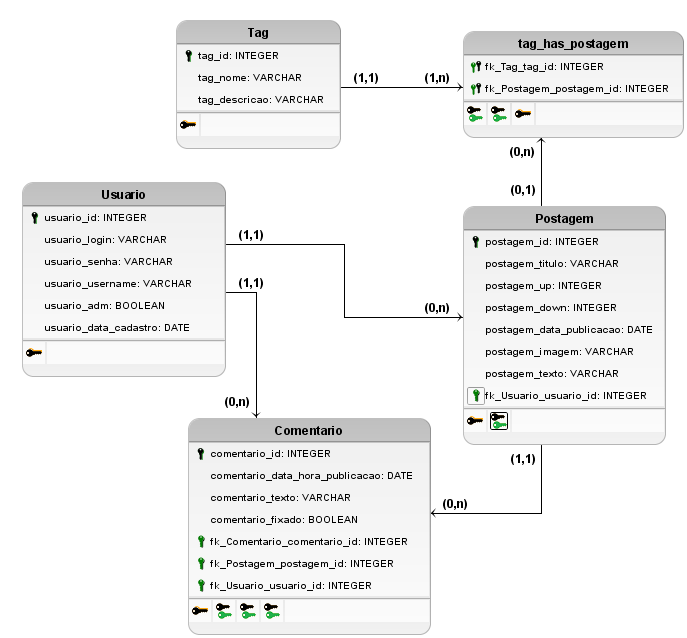 Tag
tag_id: INTEGER
tag_nome: VARCHAR
tag_descricao: VARCHAR
(1,1)
(1,n)
tag_has_postagem
fk_Tag_tag_id: INTEGER
fk_Postagem_postagem_id: INTEGER
(0,n)
(0,1)
Usuario
usuario_id: INTEGER
usuario_login: VARCHAR
usuario_senha: VARCHAR
usuario_username: VARCHAR
usuario_adm: BOOLEAN
usuario_data_cadastro: DATE
(1,1)
(1,1)
(0,n)
(0,n)
Postagem
postagem_id: INTEGER
postagem_titulo: VARCHAR
postagem_up: INTEGER
postagem_down: INTEGER
postagem_data_publicacao: DATE
postagem_imagem: VARCHAR
postagem_texto: VARCHAR
fk_Usuario_usuario_id: INTEGER
(1,1)
(0,n)
Comentario
comentario_id: INTEGER
comentario_data_hora_publicacao: DATE
comentario_texto: VARCHAR
comentario_fixado: BOOLEAN
fk_Comentario_comentario_id: INTEGER
fk_Postagem_postagem_id: INTEGER
fk_Usuario_usuario_id: INTEGER